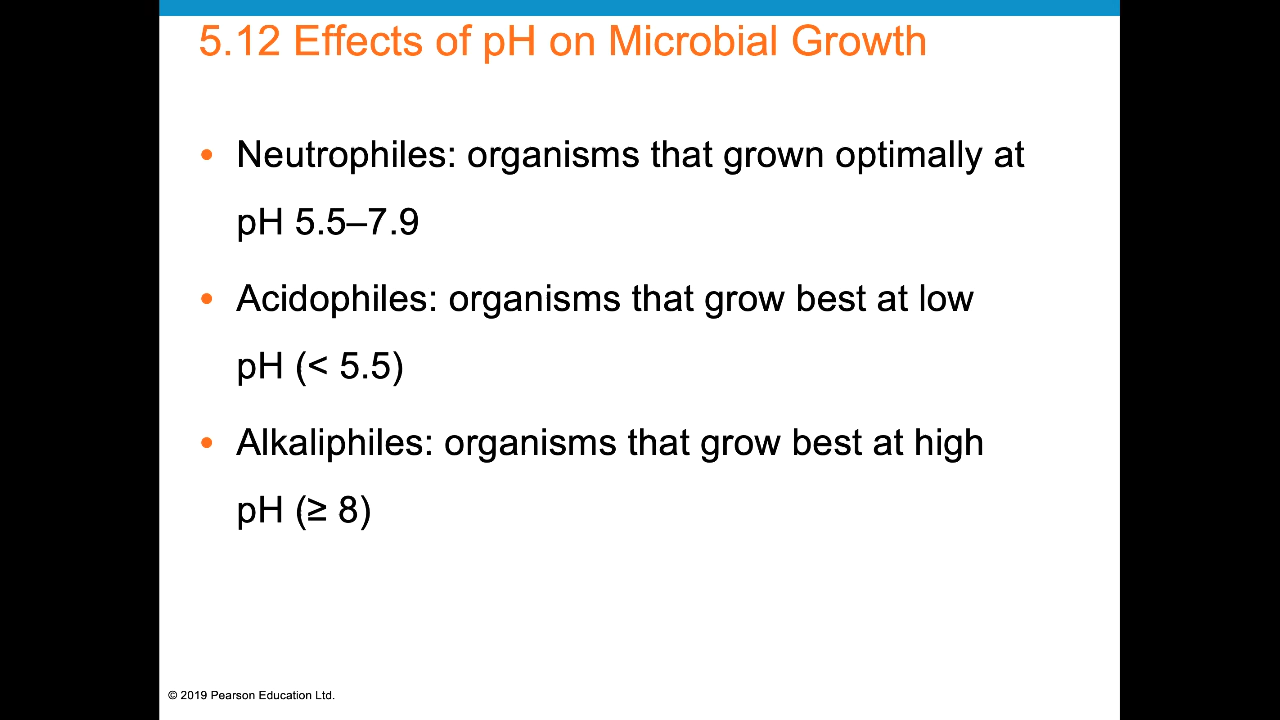 5.12 Effects of pH on Microbial Growth
• Neutrophiles: organisms that grown optimally at
pH 5.5–7.9
• Acidophiles: organisms that grow best at low
pH (< 5.5)
• Alkaliphiles: organisms that grow best at high
pH (≥ 8)
© 2019 Pearson Education Ltd.